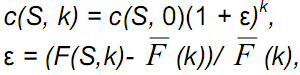 c(S, k) = c(S, 0)(1 + ε)ᵏ,
ε = (F(S,k)- F̅ (k))/ F̅ (k),